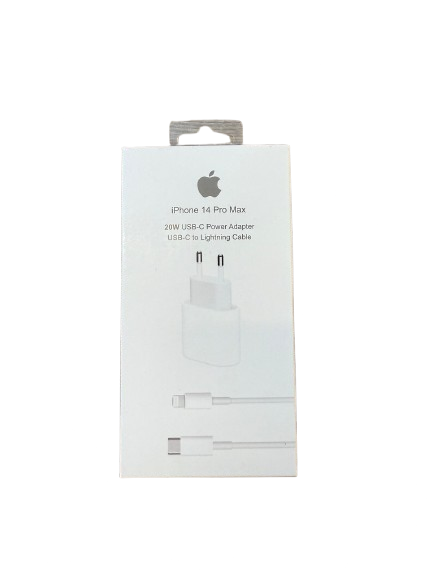 iPhone 14 Pro Max
20W USB-C Power Adapter
USB-C to Lightning Cable